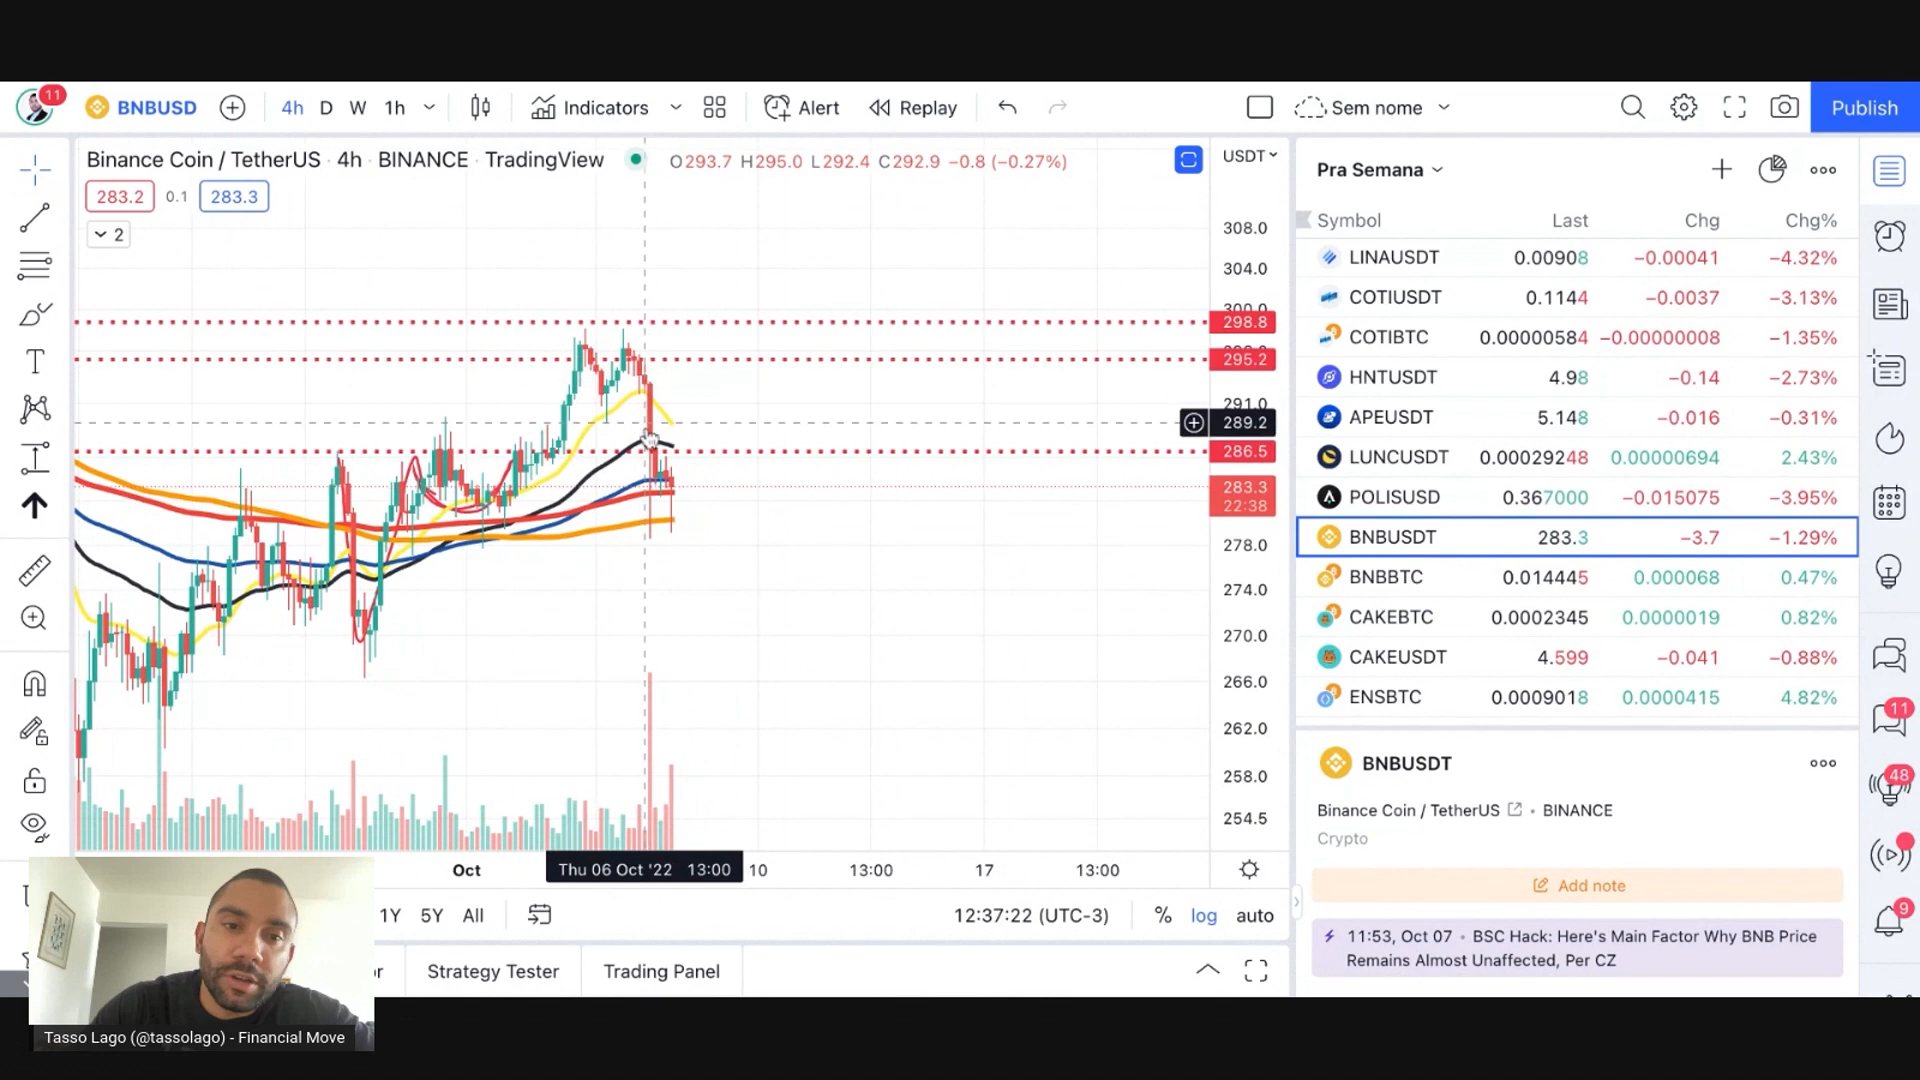 11
BNBUSD 4h D W 1h Indicators Alert Replay Sem nome Publish
Binance Coin / TetherUS · 4h · BINANCE · TradingView O293.7 H295.0 L292.4 C292.9 −0.8 (−0.27%)
283.2 0.1 283.3
2
USDT
308.0
304.0
300.0
298.8
295.2
291.0
289.2
286.5
283.3
22:38
278.0
274.0
270.0
266.0
262.0
258.0
254.5
Oct Thu 06 Oct '22 13:00 10 13:00 17 13:00
1Y 5Y All 12:37:22 (UTC-3) % log auto
Strategy Tester Trading Panel
Tasso Lago (@tassolago) - Financial Move
Pra Semana
Symbol Last Chg Chg%
LINAUSDT 0.00908 −0.00041 −4.32%
COTIUSDT 0.1144 −0.0037 −3.13%
COTIBTC 0.00000584 −0.00000008 −1.35%
HNTUSDT 4.98 −0.14 −2.73%
APEUSDT 5.148 −0.016 −0.31%
LUNCUSDT 0.00029248 0.00000694 2.43%
POLISUSD 0.367000 −0.015075 −3.95%
BNBUSDT 283.3 −3.7 −1.29%
BNBBTC 0.014445 0.000068 0.47%
CAKEBTC 0.0002345 0.0000019 0.82%
CAKEUSDT 4.599 −0.041 −0.88%
ENSBTC 0.0009018 0.0000415 4.82%
BNBUSDT
Binance Coin / TetherUS • BINANCE
Crypto
Add note
11:53, Oct 07 • BSC Hack: Here's Main Factor Why BNB Price
Remains Almost Unaffected, Per CZ
11
48
9